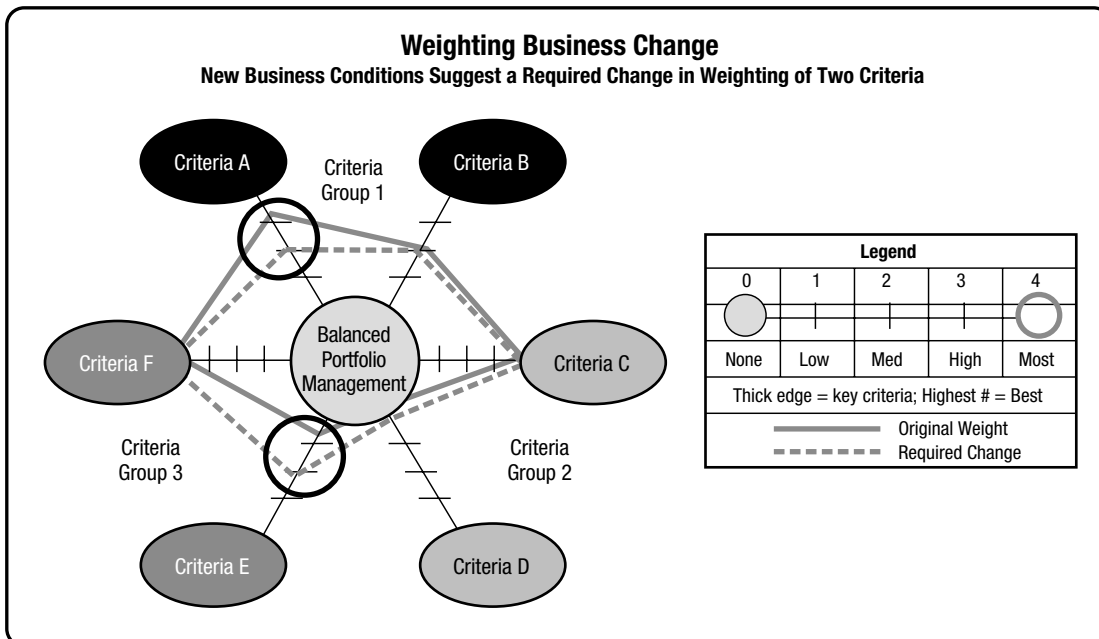 Weighting Business Change
New Business Conditions Suggest a Required Change in Weighting of Two Criteria
Criteria A
Criteria
Group 1
Criteria B
Criteria F
Balanced
Portfolio
Management
Criteria C
Criteria
Group 3
Criteria
Group 2
Criteria E
Criteria D
Legend
0 1 2 3 4
None Low Med High Most
Thick edge = key criteria; Highest # = Best
Original Weight
Required Change